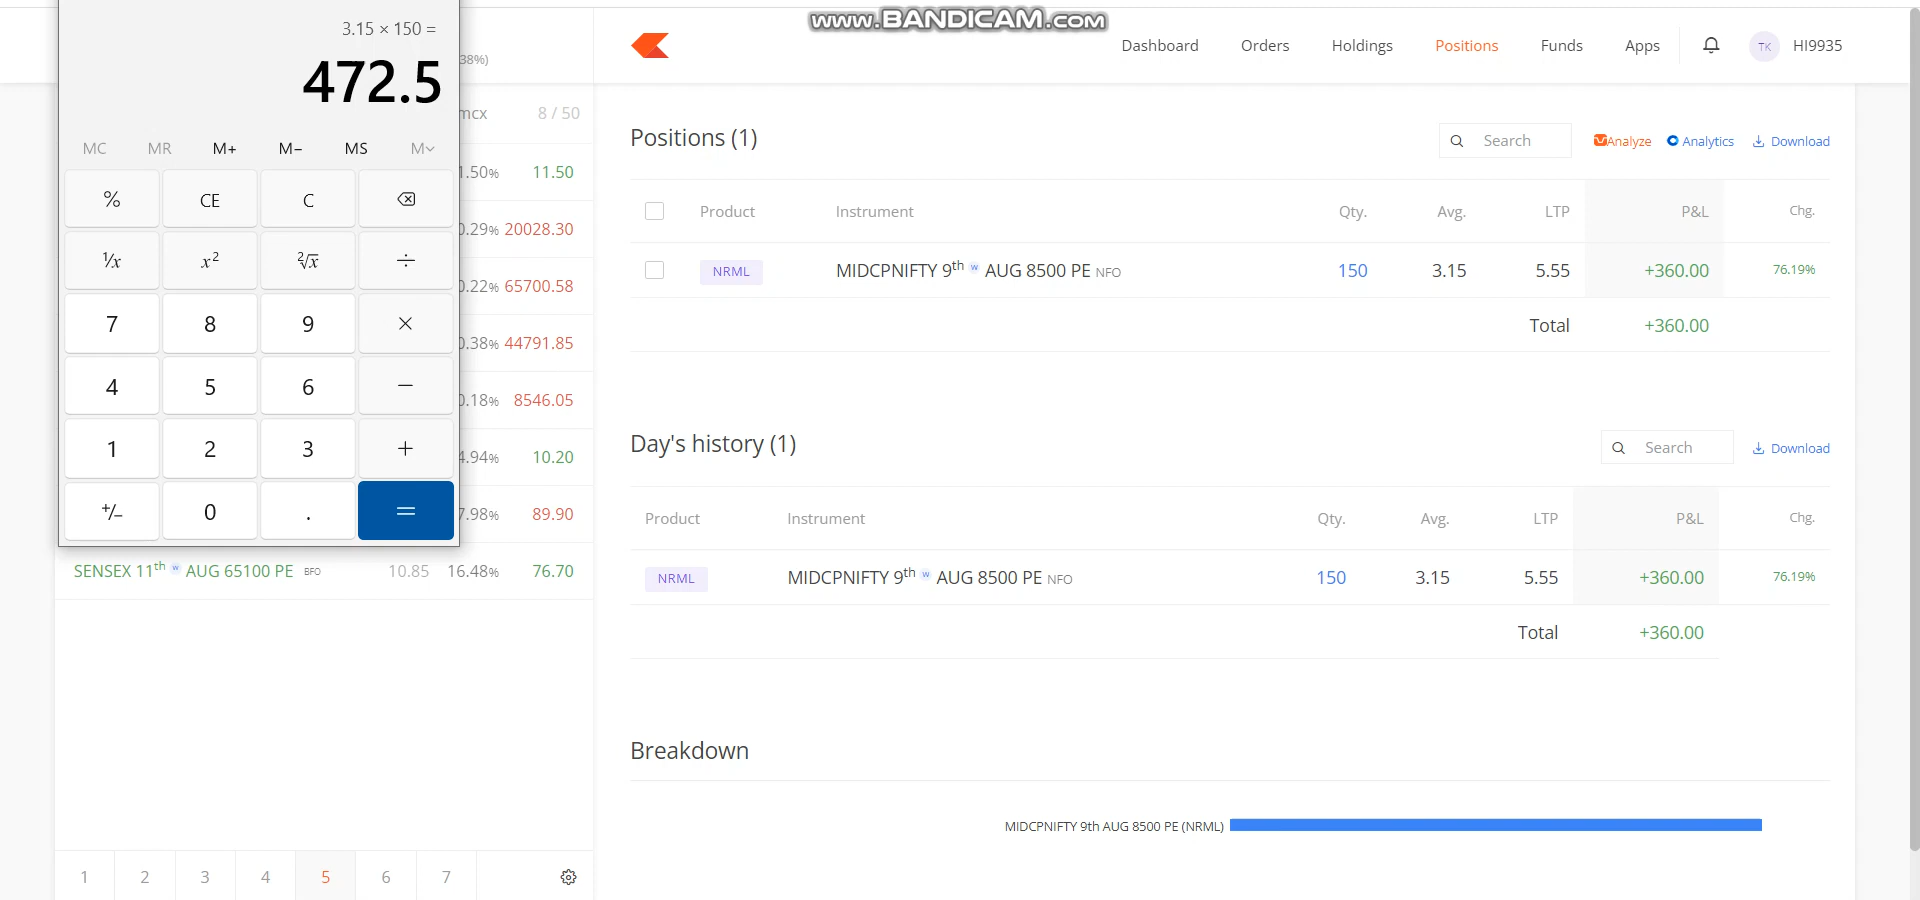 www.BANDICAM.com
3.15 × 150 =
472.5
MC MR M+ M− MS M
% CE C
¹/x x² ²√x ÷
7 8 9 ×
4 5 6 −
1 2 3 +
+/− 0 . =
38%)
mcx 8 / 50
.50% 11.50
.29% 20028.30
.22% 65700.58
.38% 44791.85
.18% 8546.05
.94% 10.20
.98% 89.90
SENSEX 11th w AUG 65100 PE BFO 10.85 16.48% 76.70
1 2 3 4 5 6 7
Dashboard Orders Holdings Positions Funds Apps TK HI9935
Positions (1) Search Analyze Analytics Download
Product Instrument Qty. Avg. LTP P&L Chg.
NRML MIDCPNIFTY 9th w AUG 8500 PE NFO 150 3.15 5.55 +360.00 76.19%
Total +360.00
Day's history (1) Search Download
Product Instrument Qty. Avg. LTP P&L Chg.
NRML MIDCPNIFTY 9th w AUG 8500 PE NFO 150 3.15 5.55 +360.00 76.19%
Total +360.00
Breakdown
MIDCPNIFTY 9th AUG 8500 PE (NRML)